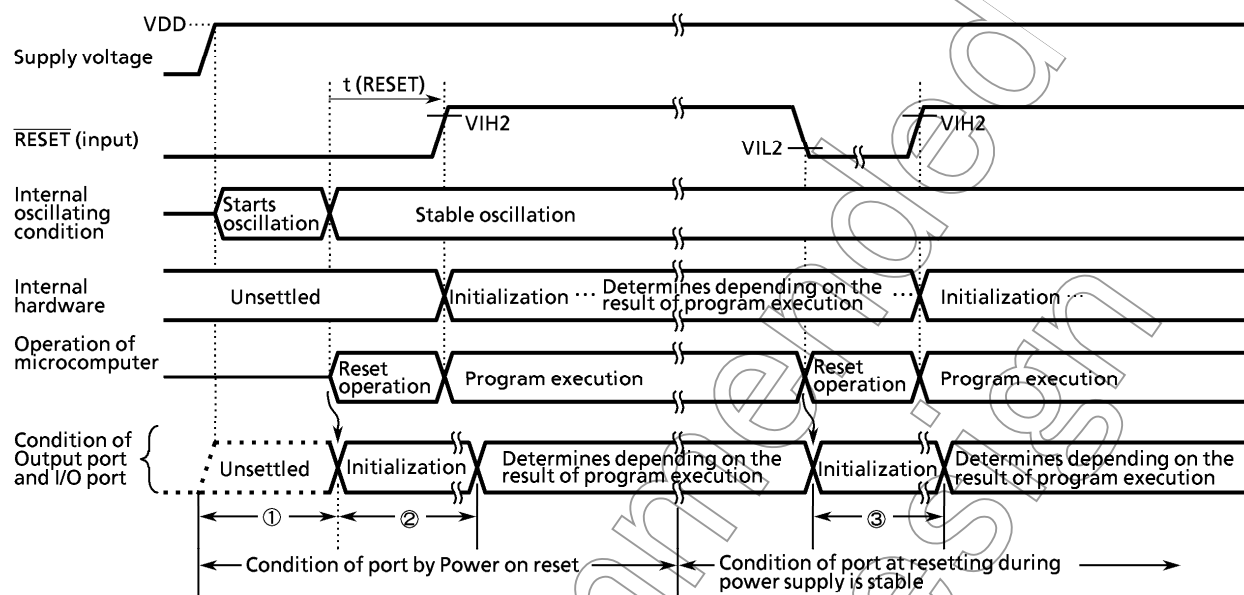 VDD
Supply voltage
t (RESET)
RESET (input)
VIH2
VIL2
VIH2
Internal
oscillating
condition
Starts
oscillation
Stable oscillation
Internal
hardware
Unsettled
Initialization ···
Determines depending on the
result of program execution
···
Initialization ···
Operation of
microcomputer
Reset
operation
Program execution
Reset
operation
Program execution
Condition of
Output port
and I/O port
Unsettled
Initialization
Determines depending on the
result of program execution
Initialization
Determines depending on the
result of program execution
①
②
③
Condition of port by Power on reset
Condition of port at resetting during
power supply is stable